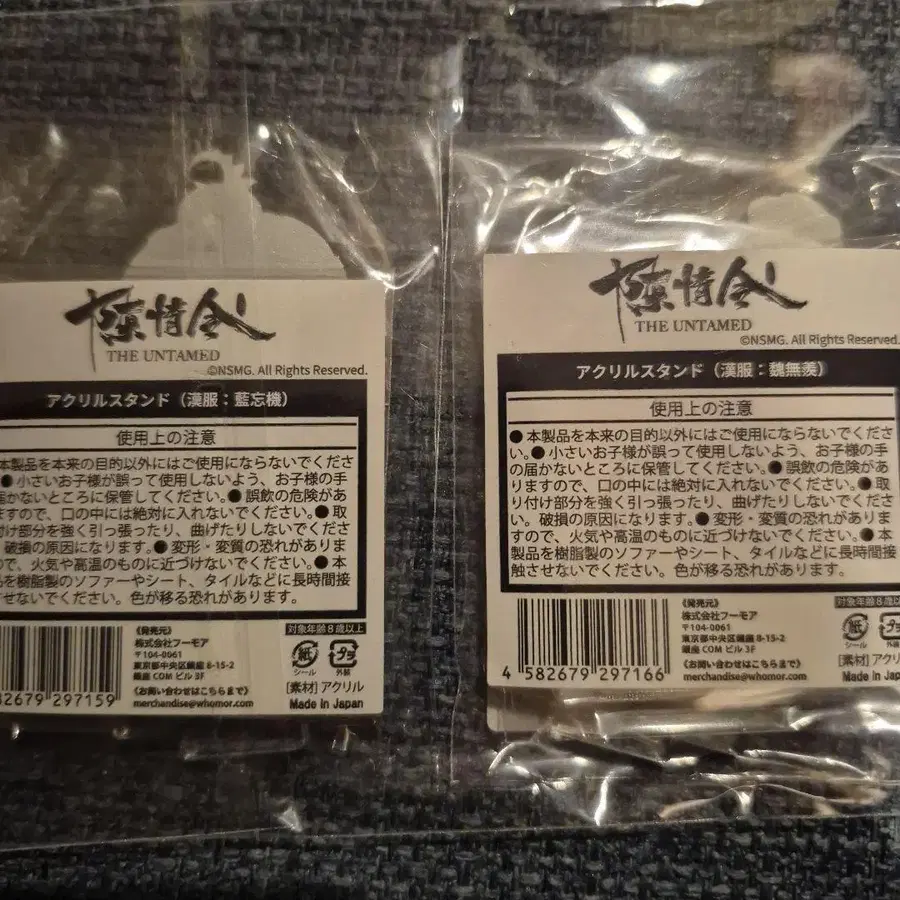 陳情令
THE UNTAMED
©NSMG. All Rights Reserved.
アクリルスタンド（漢服：藍忘機）
使用上の注意
本製品を本来の目的以外にはご使用にならないでくださ
● 小さいお子様が誤って使用しないよう、お子様の手
届かないところに保管してください。● 誤飲の危険があ
ますので、口の中には絶対に入れないでください。● 取
付け部分を強く引っ張ったり、曲げたりしないでくださ
破損の原因になります。● 変形・変質の恐れがありま
ので、火気や高温のものに近づけないでください。● 本
品を樹脂製のソファーやシート、タイルなどに長時間接
させないでください。色が移る恐れがあります。
82679 297159
《発売元》
株式会社フーモア
〒104-0061
東京都中央区銀座 8-15-2
銀座 COM ビル 3F
《お問い合わせはこちらまで》
merchandise@whomor.com
対象年齢８歳以上
紙
シール
プラ
外装
［素材］アクリル
Made in Japan
陳情令
THE UNTAMED
©NSMG. All Rights Reserved.
アクリルスタンド（漢服：魏無羨）
使用上の注意
● 本製品を本来の目的以外にはご使用にならないでくださ
い。● 小さいお子様が誤って使用しないよう、お子様の手
の届かないところに保管してください。● 誤飲の危険があ
りますので、口の中には絶対に入れないでください。● 取
り付け部分を強く引っ張ったり、曲げたりしないでくださ
い。破損の原因になります。● 変形・変質の恐れがありま
すので、火気や高温のものに近づけないでください。● 本
製品を樹脂製のソファーやシート、タイルなどに長時間接
触させないでください。色が移る恐れがあります。
4 582679 297166
《発売元》
株式会社フーモア
〒104-0061
東京都中央区銀座 8-15-2
銀座 COM ビル 3F
《お問い合わせはこちらまで》
merchandise@whomor.com
対象年齢８歳以
紙
シール
外装
［素材］アクリ
Made in Jap